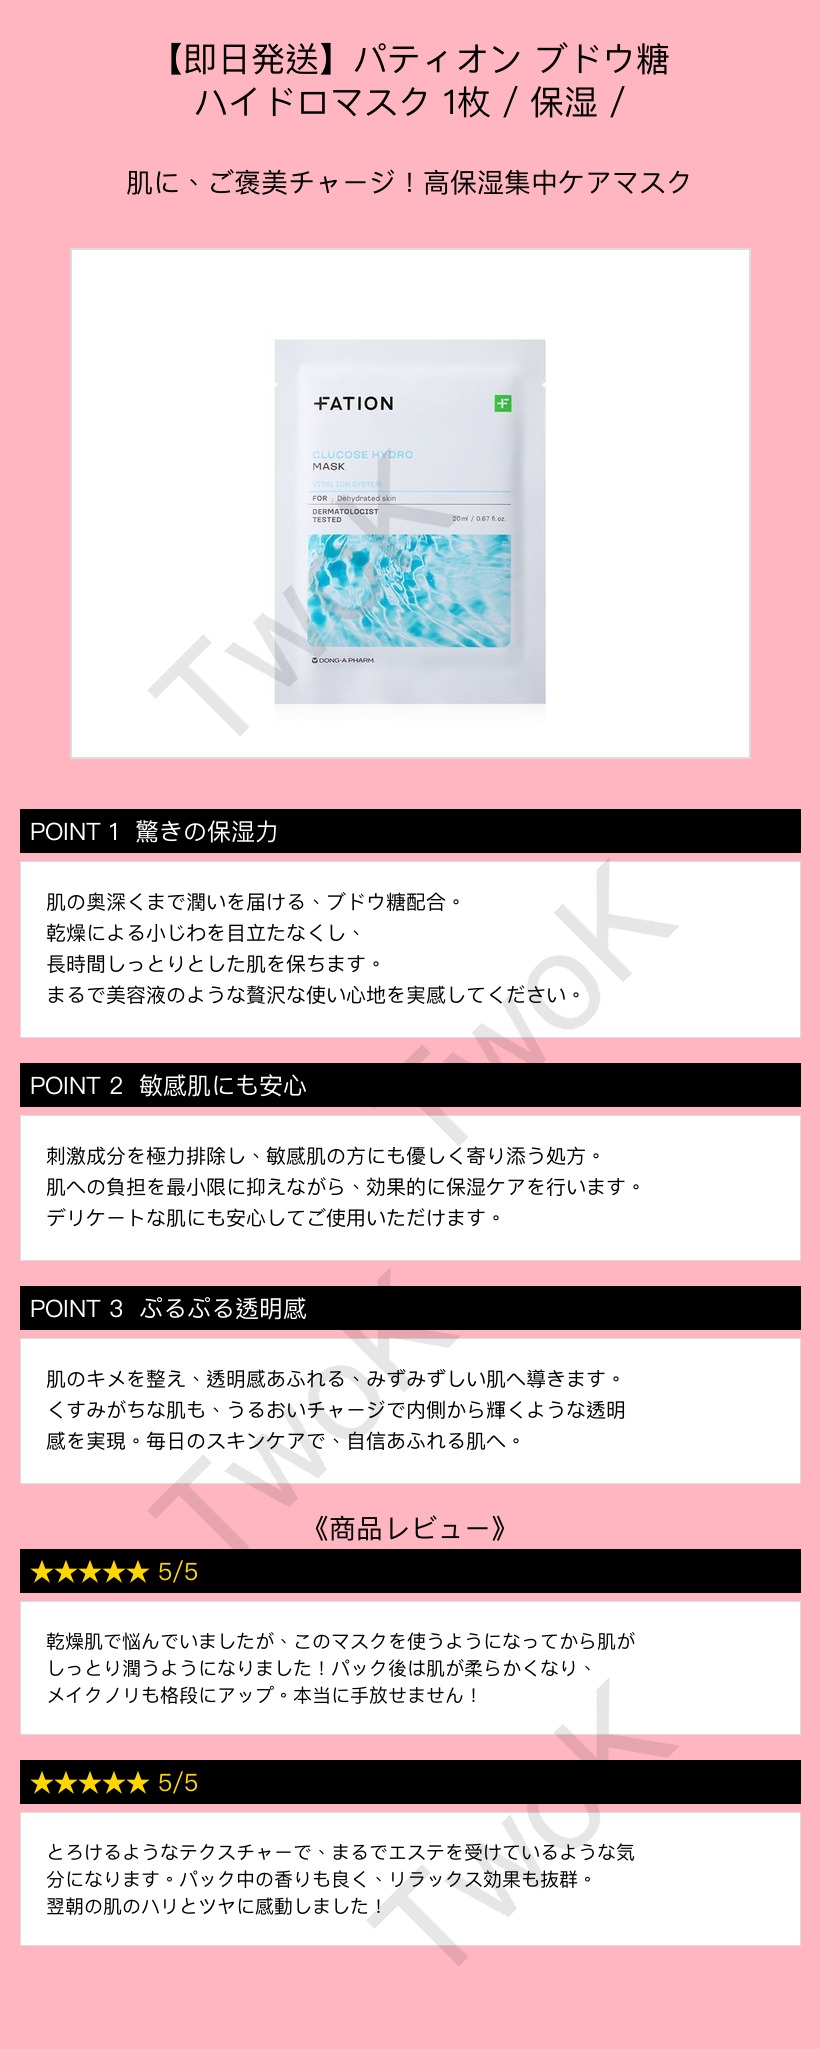 【即日発送】パティオン ブドウ糖
ハイドロマスク 1枚 / 保湿 /
肌に、ご褒美チャージ！高保湿集中ケアマスク
FATION
GLUCOSE HYDRO
MASK
VITAL ION SYSTEM
FOR | Dehydrated skin
DERMATOLOGIST
TESTED
20ml / 0.67 fl.oz.
DONG-A PHARM.
TwoK
POINT 1 驚きの保湿力
肌の奥深くまで潤いを届ける、ブドウ糖配合。
乾燥による小じわを目立たなくし、
長時間しっとりとした肌を保ちます。
まるで美容液のような贅沢な使い心地を実感してください。
TwoK
POINT 2 敏感肌にも安心
刺激成分を極力排除し、敏感肌の方にも優しく寄り添う処方。
肌への負担を最小限に抑えながら、効果的に保湿ケアを行います。
デリケートな肌にも安心してご使用いただけます。
POINT 3 ぷるぷる透明感
肌のキメを整え、透明感あふれる、みずみずしい肌へ導きます。
くすみがちな肌も、うるおいチャージで内側から輝くような透明
感を実現。毎日のスキンケアで、自信あふれる肌へ。
TwoK
《商品レビュー》
★★★★★ 5/5
乾燥肌で悩んでいましたが、このマスクを使うようになってから肌が
しっとり潤うようになりました！パック後は肌が柔らかくなり、
メイクノリも格段にアップ。本当に手放せません！
★★★★★ 5/5
とろけるようなテクスチャーで、まるでエステを受けているような気
分になります。パック中の香りも良く、リラックス効果も抜群。
翌朝の肌のハリとツヤに感動しました！
TwoK